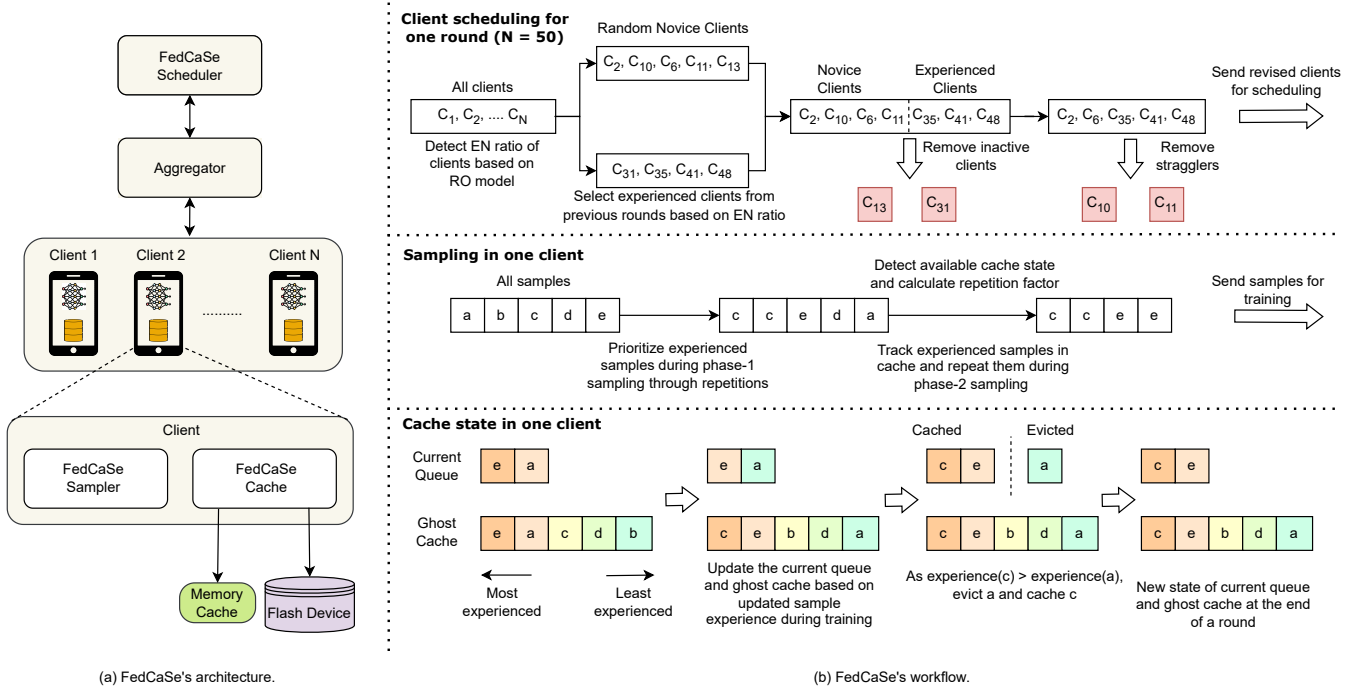 FedCaSe
Scheduler
Aggregator
Client 1
Client 2
Client N
..........
Client
FedCaSe
Sampler
FedCaSe
Cache
Memory
Cache
Flash Device
(a) FedCaSe's architecture.
Client scheduling for
one round (N = 50)
All clients
C1, C2, .... CN
Detect EN ratio
of clients based on
RO model
Random Novice Clients
C2, C10, C6, C11, C13
C31, C35, C41, C48
Select experienced clients from
previous rounds based on EN ratio
Novice
Clients
Experienced
Clients
C2, C10, C6, C11
C35, C41, C48
Remove inactive
clients
C13
C31
C2, C6, C35, C41, C48
Remove
stragglers
C10
C11
Send revised clients
for scheduling
Sampling in one client
All samples
a b c d e
Prioritize experienced
samples during phase-1
sampling through repetitions
c c e d a
Detect available cache state
and calculate repetition factor
Track experienced samples in
cache and repeat them during
phase-2 sampling
c c e e
Send samples for
training
Cache state in one client
Current
Queue
e a
Ghost
Cache
e a c d b
Most
experienced
Least
experienced
e a
c e b d a
Update the current queue
and ghost cache based on
updated sample
experience during training
Cached
Evicted
c e
a
c e b d a
As experience(c) > experience(a),
evict a and cache c
c e
c e b d a
New state of current queue
and ghost cache at the end
of a round
(b) FedCaSe's workflow.